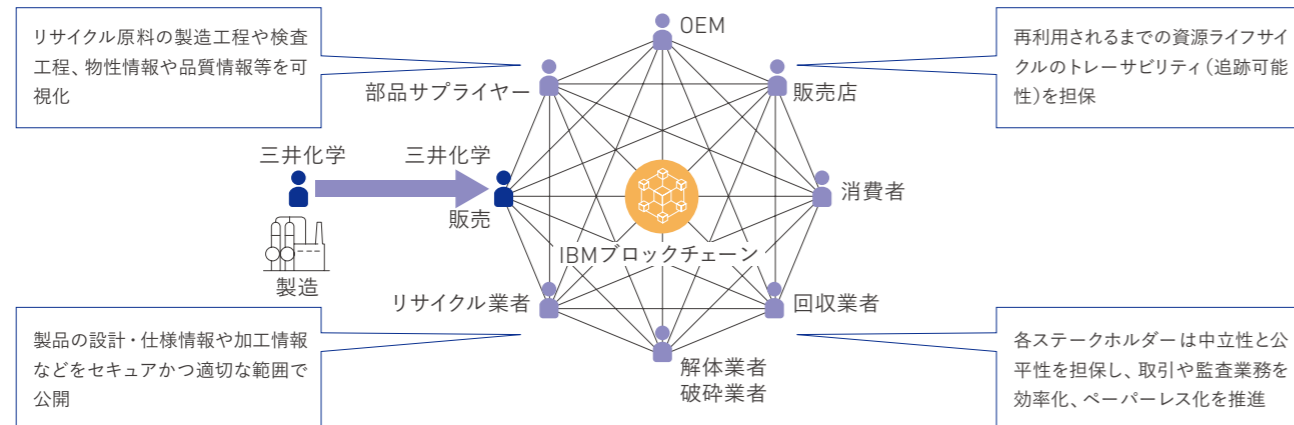 リサイクル原料の製造工程や検査
工程、物性情報や品質情報等を可
視化
OEM
再利用されるまでの資源ライフサイ
クルのトレーサビリティ(追跡可能
性)を担保
部品サプライヤー
販売店
三井化学
三井化学
消費者
販売
IBMブロックチェーン
製造
リサイクル業者
回収業者
製品の設計・仕様情報や加工情報
などをセキュアかつ適切な範囲で
公開
解体業者
破砕業者
各ステークホルダーは中立性と公
平性を担保し、取引や監査業務を
効率化、ペーパーレス化を推進